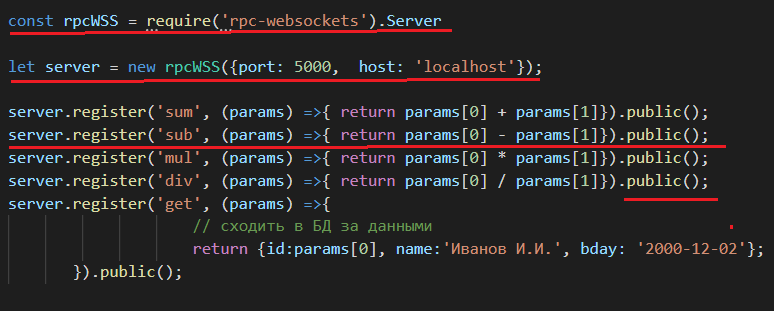 const rpcWSS = require('rpc-websockets').Server
let server = new rpcWSS({port: 5000,  host: 'localhost'});
server.register('sum', (params) =>{ return params[0] + params[1]}).public();
server.register('sub', (params) =>{ return params[0] - params[1]}).public();
server.register('mul', (params) =>{ return params[0] * params[1]}).public();
server.register('div', (params) =>{ return params[0] / params[1]}).public();
server.register('get', (params) =>{
// сходить в БД за данными
return {id:params[0], name:'Иванов И.И.', bday: '2000-12-02'};
}).public();